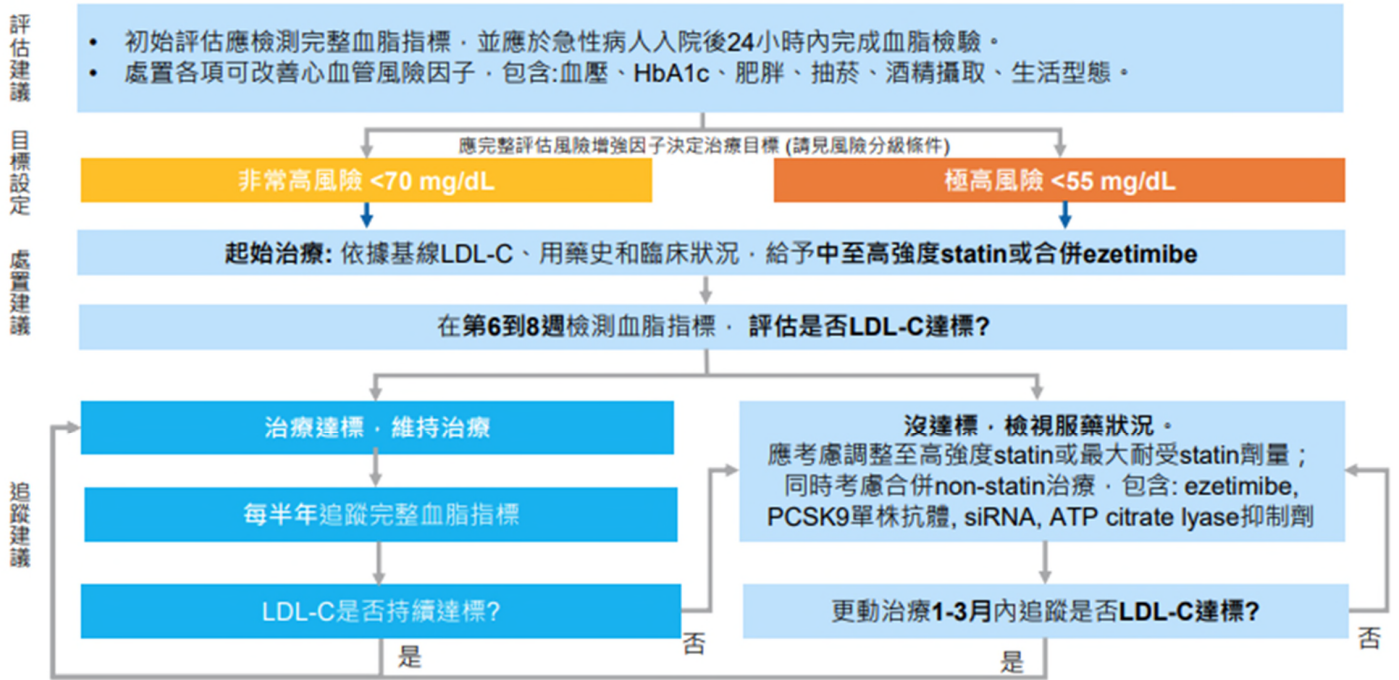 評估建議
• 初始評估應檢測完整血脂指標，並應於急性病人入院後24小時內完成血脂檢驗。
• 處置各項可改善心血管風險因子，包含:血壓、HbA1c、肥胖、抽菸、酒精攝取、生活型態。
目標設定
應完整評估風險增強因子決定治療目標 (請見風險分級條件)
非常高風險 <70 mg/dL
極高風險 <55 mg/dL
處置建議
起始治療: 依據基線LDL-C、用藥史和臨床狀況，給予中至高強度statin或合併ezetimibe
在第6到8週檢測血脂指標，評估是否LDL-C達標?
追蹤建議
治療達標，維持治療
每半年追蹤完整血脂指標
LDL-C是否持續達標?
否
是
沒達標，檢視服藥狀況。
應考慮調整至高強度statin或最大耐受statin劑量；
同時考慮合併non-statin治療，包含: ezetimibe,
PCSK9單株抗體, siRNA, ATP citrate lyase抑制劑
更動治療1-3月內追蹤是否LDL-C達標?
否
是